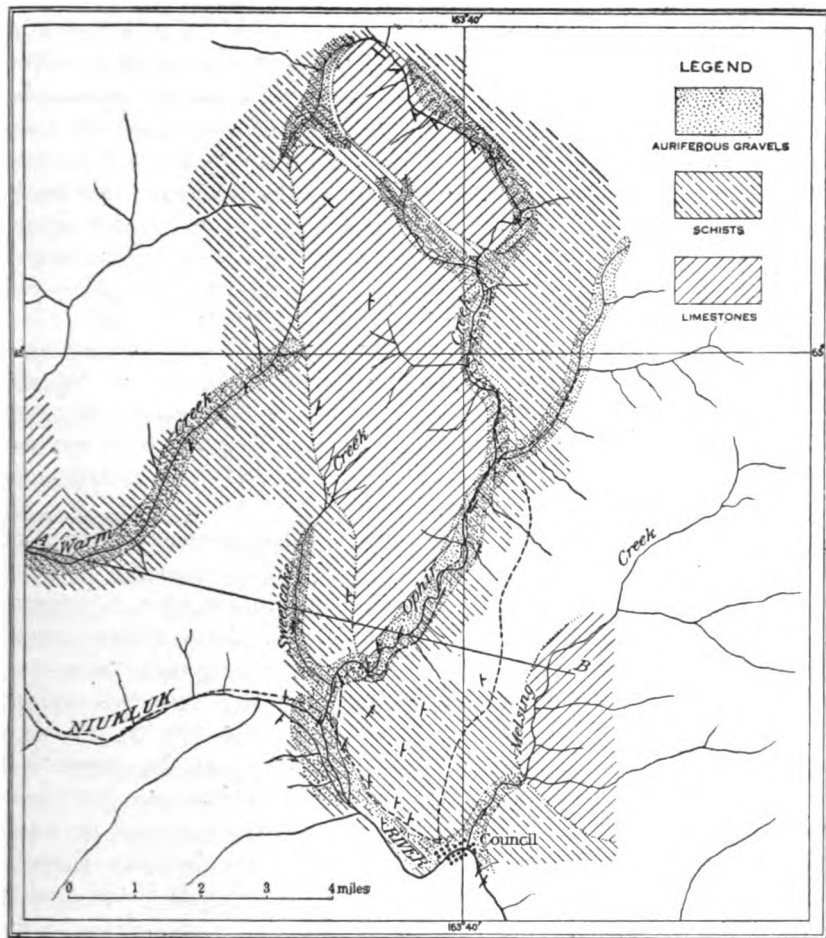 163°40'
LEGEND
AURIFEROUS GRAVELS
SCHISTS
LIMESTONES
65°
65°
Creek
Creek
Creek
A
Warm
Sweetcake
Ophir
Creek
B
Melsing
NIUKLUK
RIVER
Council
0 1 2 3 4 miles
163°40'